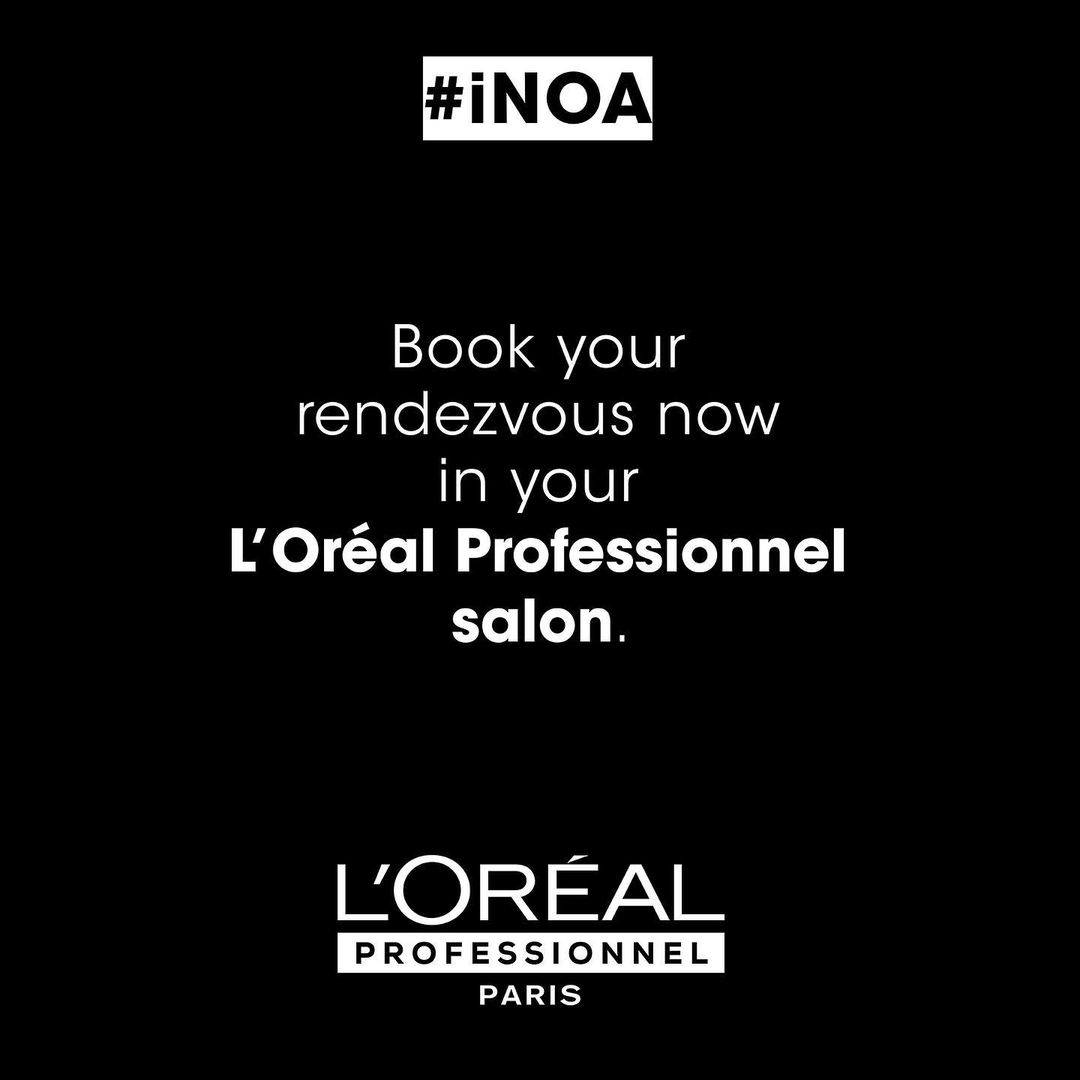 #iNOA
Book your
rendezvous now
in your
L'Oréal Professionnel
salon.
L'ORÉAL
PROFESSIONNEL
PARIS